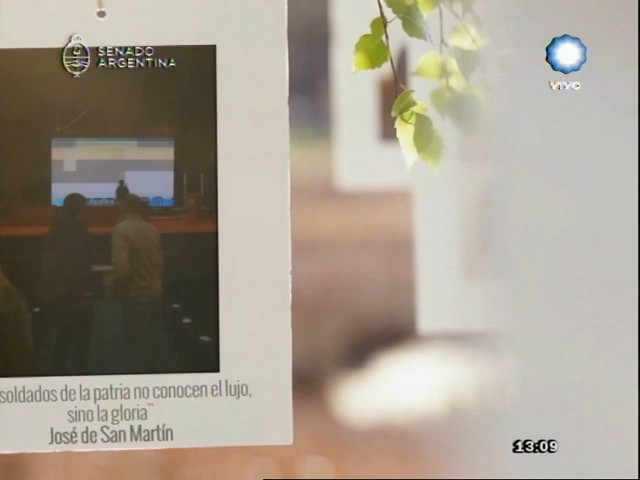 SENADO
ARGENTINA
VIVO
soldados de la patria no conocen el lujo,
sino la gloria"
José de San Martín
13:09